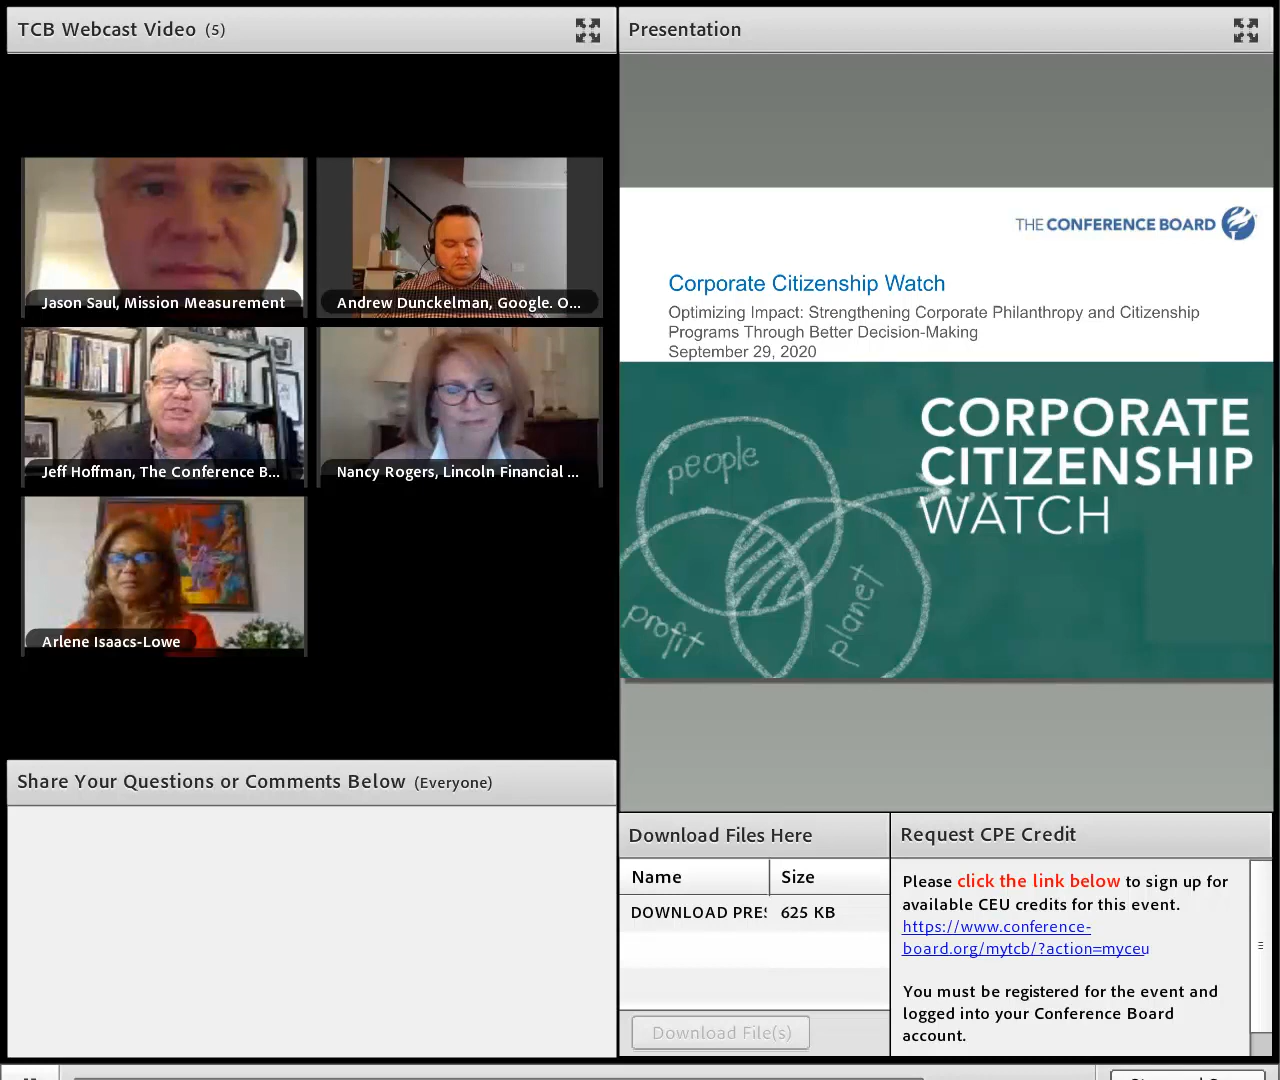 TCB Webcast Video (5)
Presentation
Jason Saul, Mission Measurement
Andrew Dunckelman, Google. O...
Jeff Hoffman, The Conference B...
Nancy Rogers, Lincoln Financial ...
Arlene Isaacs-Lowe
THE CONFERENCE BOARD
Corporate Citizenship Watch
Optimizing Impact: Strengthening Corporate Philanthropy and Citizenship
Programs Through Better Decision-Making
September 29, 2020
CORPORATE
CITIZENSHIP
WATCH
people
profit
planet
Share Your Questions or Comments Below (Everyone)
Download Files Here
Name Size
DOWNLOAD PRES 625 KB
Download File(s)
Request CPE Credit
Please click the link below to sign up for
available CEU credits for this event.
https://www.conference-
board.org/mytcb/?action=myceu
You must be registered for the event and
logged into your Conference Board
account.